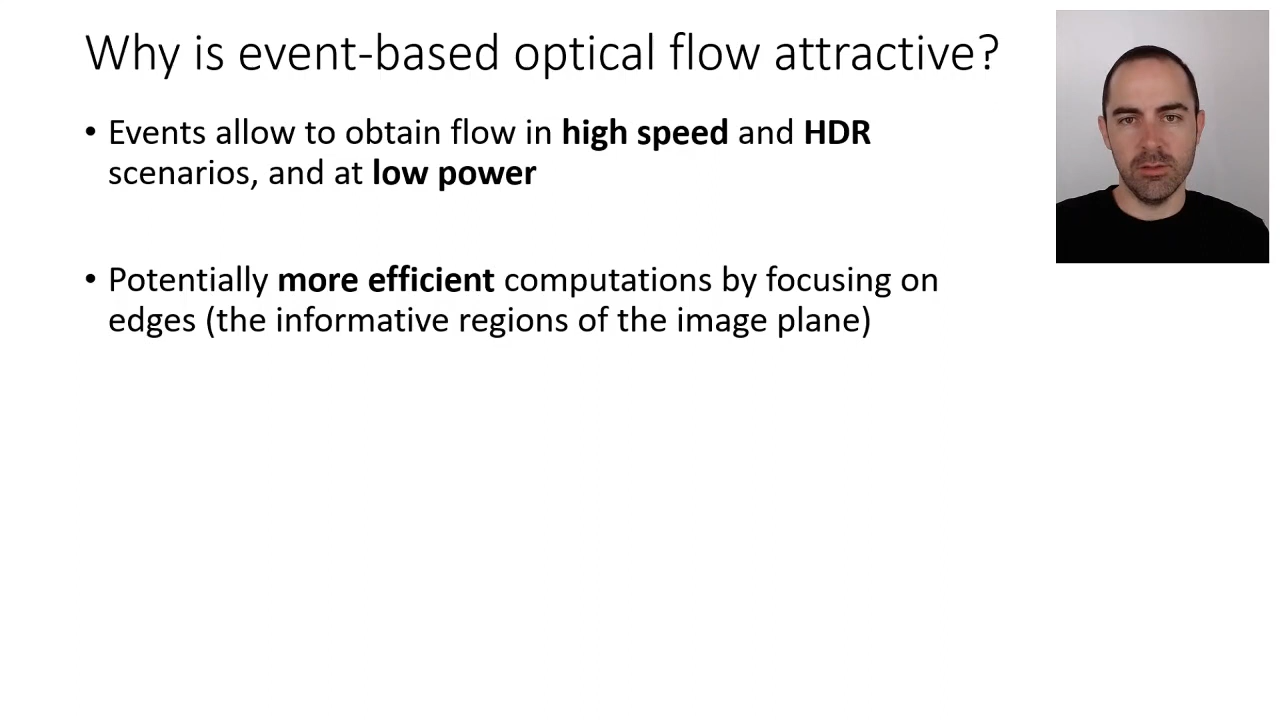 Why is event-based optical flow attractive?
• Events allow to obtain flow in high speed and HDR
scenarios, and at low power
• Potentially more efficient computations by focusing on
edges (the informative regions of the image plane)